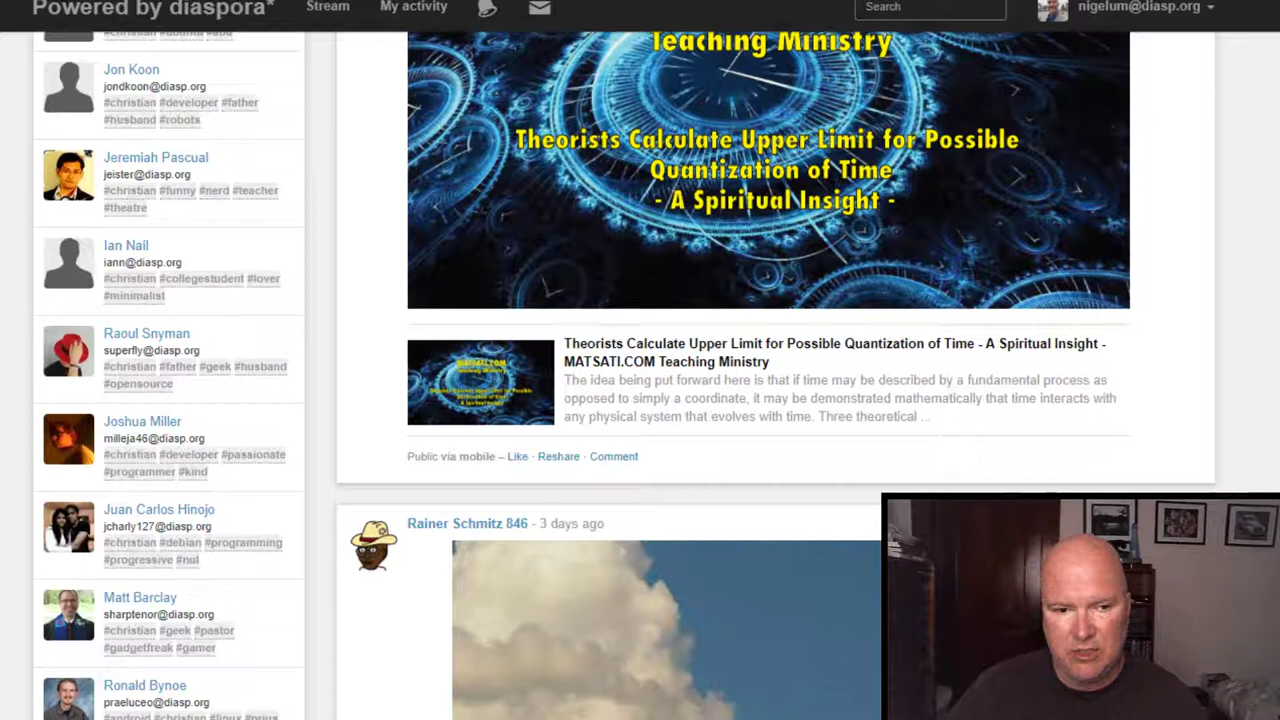 Powered by diaspora*
Stream
My activity
Search
nigelum@diasp.org
Jon Koon
jondkoon@diasp.org
#christian #developer #father
#husband #robots
Jeremiah Pascual
jeister@diasp.org
#christian #funny #nerd #teacher
#theatre
Ian Nail
iann@diasp.org
#christian #collegestudent #lover
#minimalist
Raoul Snyman
superfly@diasp.org
#christian #father #geek #husband
#opensource
Joshua Miller
milleja46@diasp.org
#christian #developer #passionate
#programmer #kind
Juan Carlos Hinojo
jcharly127@diasp.org
#christian #debian #programming
#progressive #nul
Matt Barclay
sharptenor@diasp.org
#christian #geek #pastor
#gadgetfreak #gamer
Ronald Bynoe
praeluceo@diasp.org
#android #christian #linux #prius
Teaching Ministry
Theorists Calculate Upper Limit for Possible
Quantization of Time
- A Spiritual Insight -
MATSATI.COM
Teaching Ministry
Theorists Calculate Upper Limit for Possible Quantization of Time - A Spiritual Insight -
MATSATI.COM Teaching Ministry
The idea being put forward here is that if time may be described by a fundamental process as
opposed to simply a coordinate, it may be demonstrated mathematically that time interacts with
any physical system that evolves with time. Three theoretical ...
Public via mobile – Like · Reshare · Comment
Rainer Schmitz 846 - 3 days ago